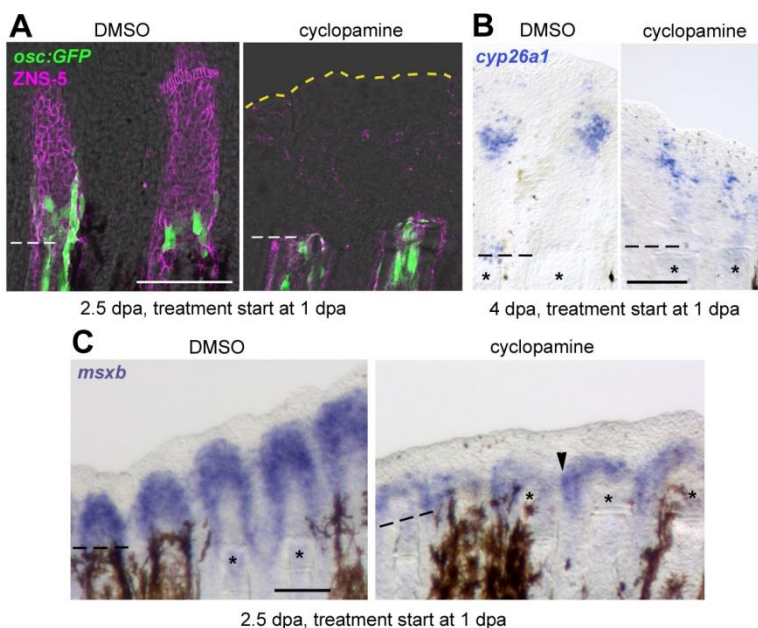 A
DMSO
cyclopamine
osc:GFP
ZNS-5
2.5 dpa, treatment start at 1 dpa
B
DMSO
cyclopamine
cyp26a1
* * * *
4 dpa, treatment start at 1 dpa
C
DMSO
cyclopamine
msxb
* * * * *
2.5 dpa, treatment start at 1 dpa